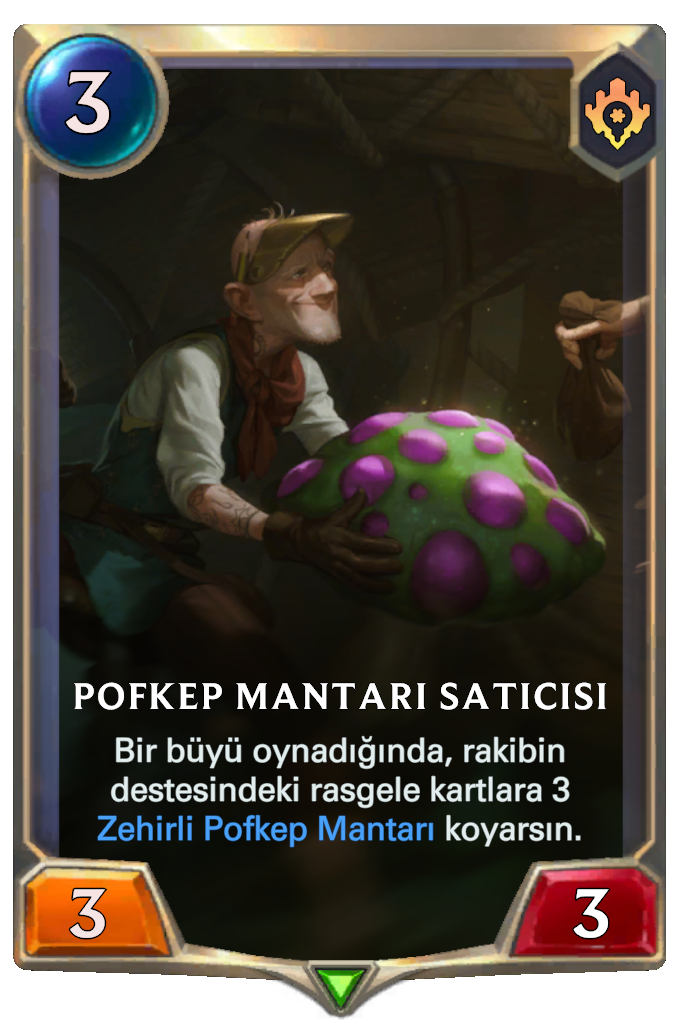 3
POFKEP MANTARI SATICISI
Bir büyü oynadığında, rakibin
destesindeki rasgele kartlara 3
Zehirli Pofkep Mantarı koyarsın.
3
3